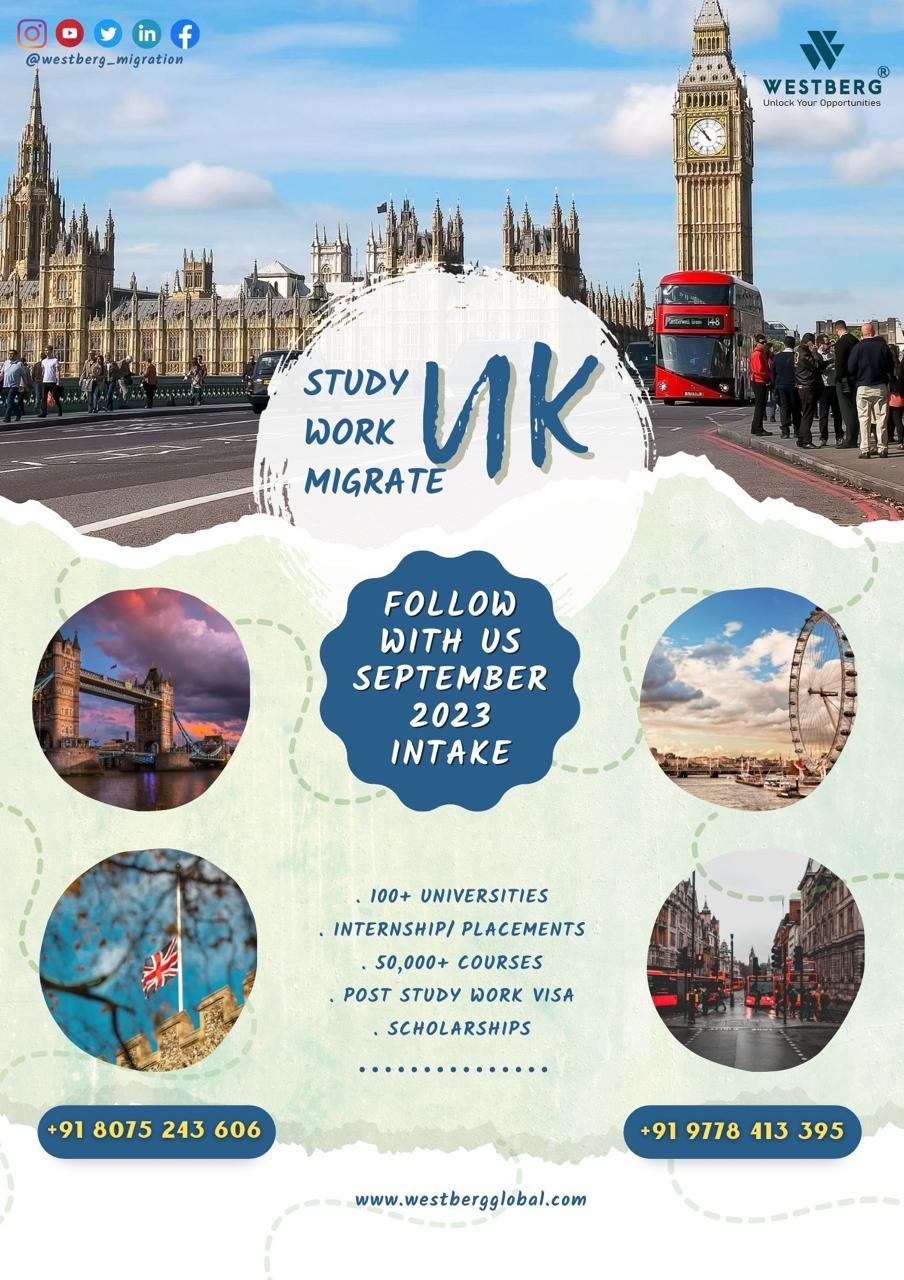 @westberg_migration
WESTBERG®
Unlock Your Opportunities
148
STUDY
WORK
MIGRATE
UK
FOLLOW
WITH US
SEPTEMBER
2023
INTAKE
. 100+ UNIVERSITIES
. INTERNSHIP/ PLACEMENTS
. 50,000+ COURSES
. POST STUDY WORK VISA
. SCHOLARSHIPS
+91 8075 243 606
+91 9778 413 395
www.westbergglobal.com